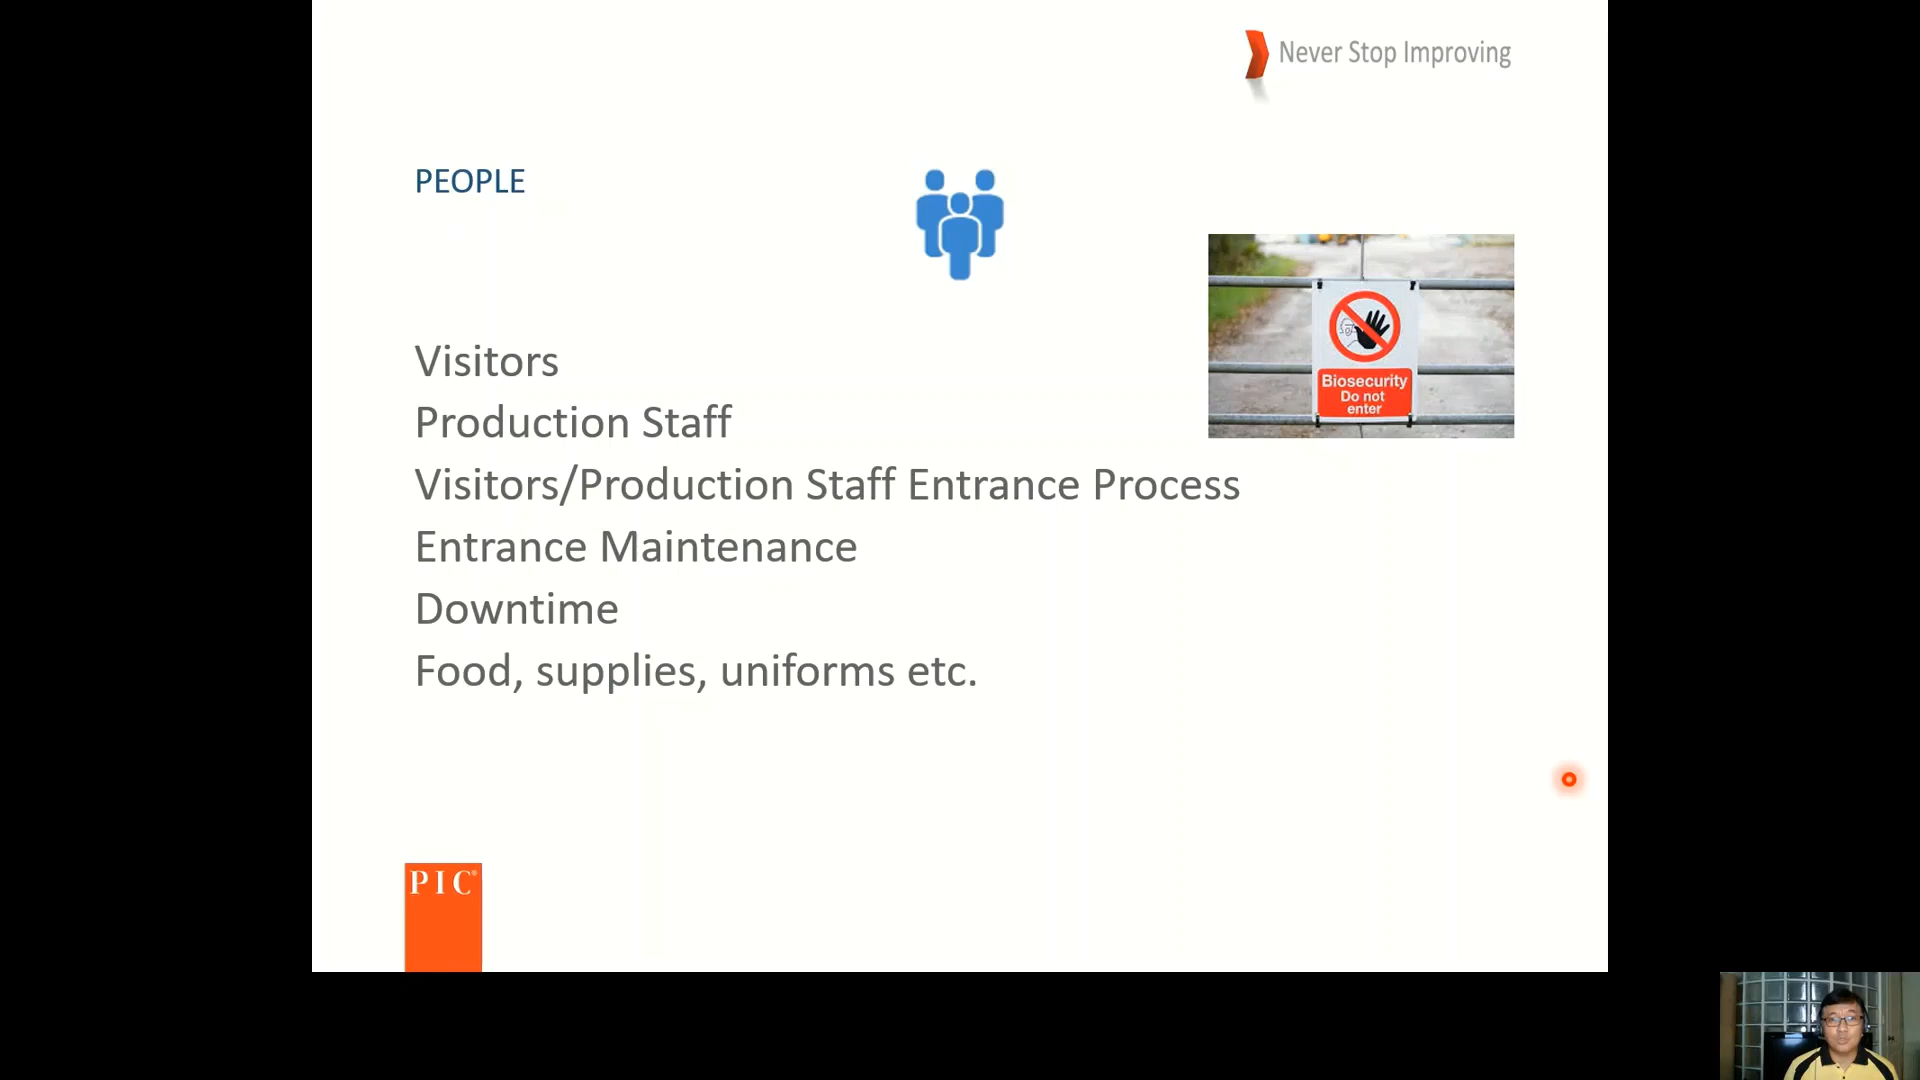 Never Stop Improving
PEOPLE
Biosecurity
Do not
enter
Visitors
Production Staff
Visitors/Production Staff Entrance Process
Entrance Maintenance
Downtime
Food, supplies, uniforms etc.
PIC®